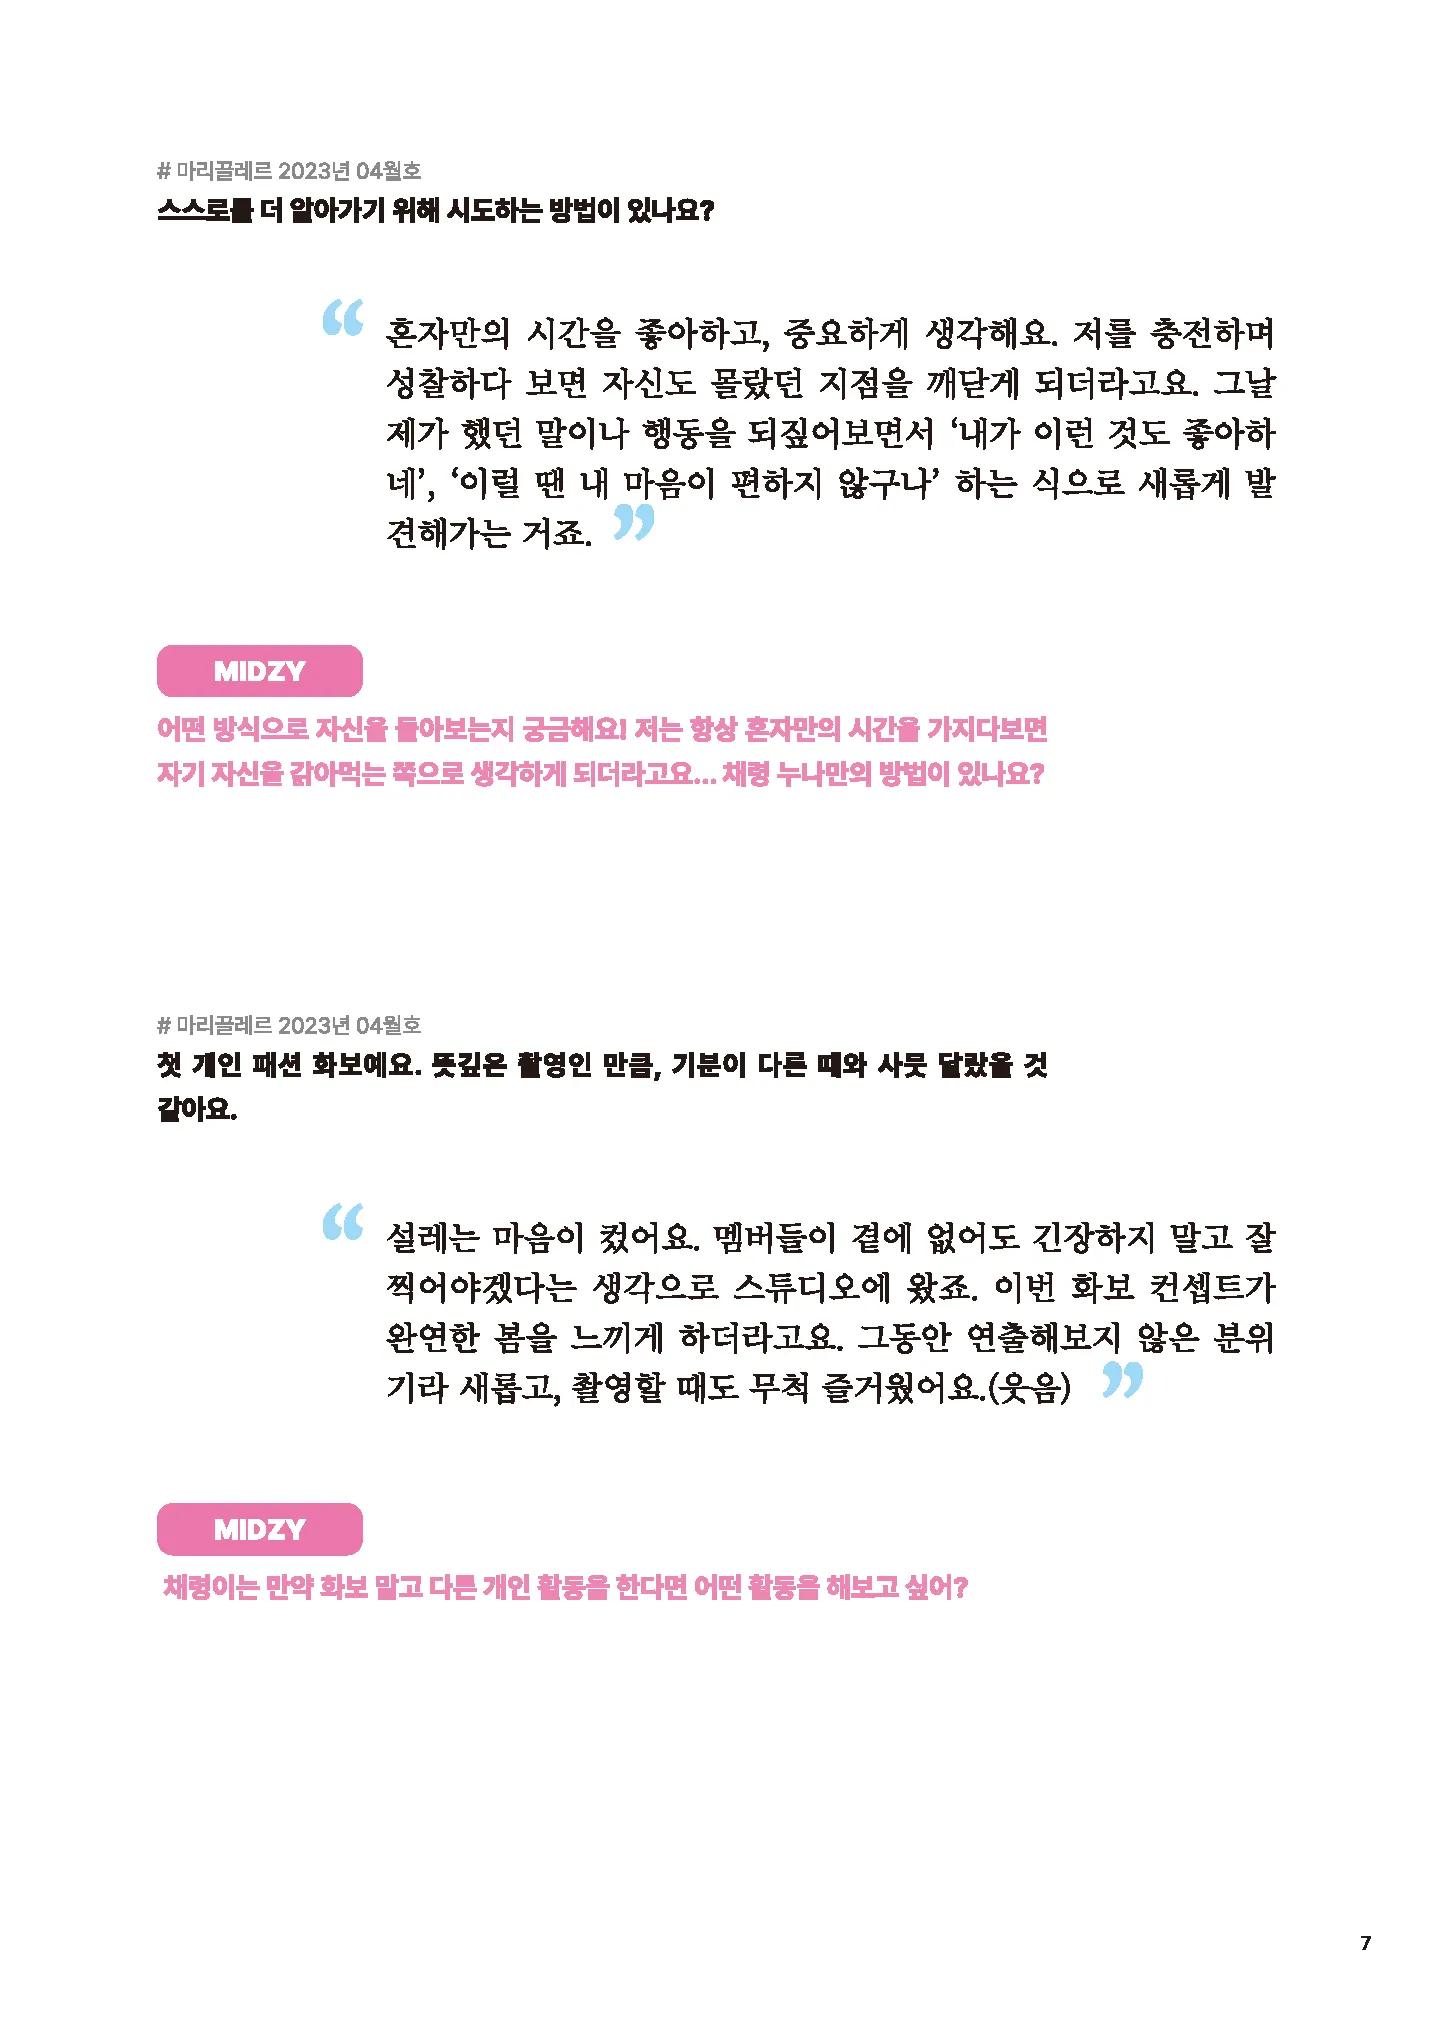 # 마리끌레르 2023년 04월호
스스로를 더 알아가기 위해 시도하는 방법이 있나요?
“ 혼자만의 시간을 좋아하고, 중요하게 생각해요. 저를 충전하며
성찰하다 보면 자신도 몰랐던 지점을 깨닫게 되더라고요. 그날
제가 했던 말이나 행동을 되짚어보면서 ‘내가 이런 것도 좋아하
네’, ‘이럴 땐 내 마음이 편하지 않구나’ 하는 식으로 새롭게 발
견해가는 거죠. ”
MIDZY
어떤 방식으로 자신을 돌아보는지 궁금해요! 저는 항상 혼자만의 시간을 가지다보면
자기 자신을 갉아먹는 쪽으로 생각하게 되더라고요... 채령 누나만의 방법이 있나요?
# 마리끌레르 2023년 04월호
첫 개인 패션 화보예요. 뜻깊은 촬영인 만큼, 기분이 다른 때와 사뭇 달랐을 것
같아요.
“ 설레는 마음이 컸어요. 멤버들이 곁에 없어도 긴장하지 말고 잘
찍어야겠다는 생각으로 스튜디오에 왔죠. 이번 화보 컨셉트가
완연한 봄을 느끼게 하더라고요. 그동안 연출해보지 않은 분위
기라 새롭고, 촬영할 때도 무척 즐거웠어요.(웃음) ”
MIDZY
채령이는 만약 화보 말고 다른 개인 활동을 한다면 어떤 활동을 해보고 싶어?
7